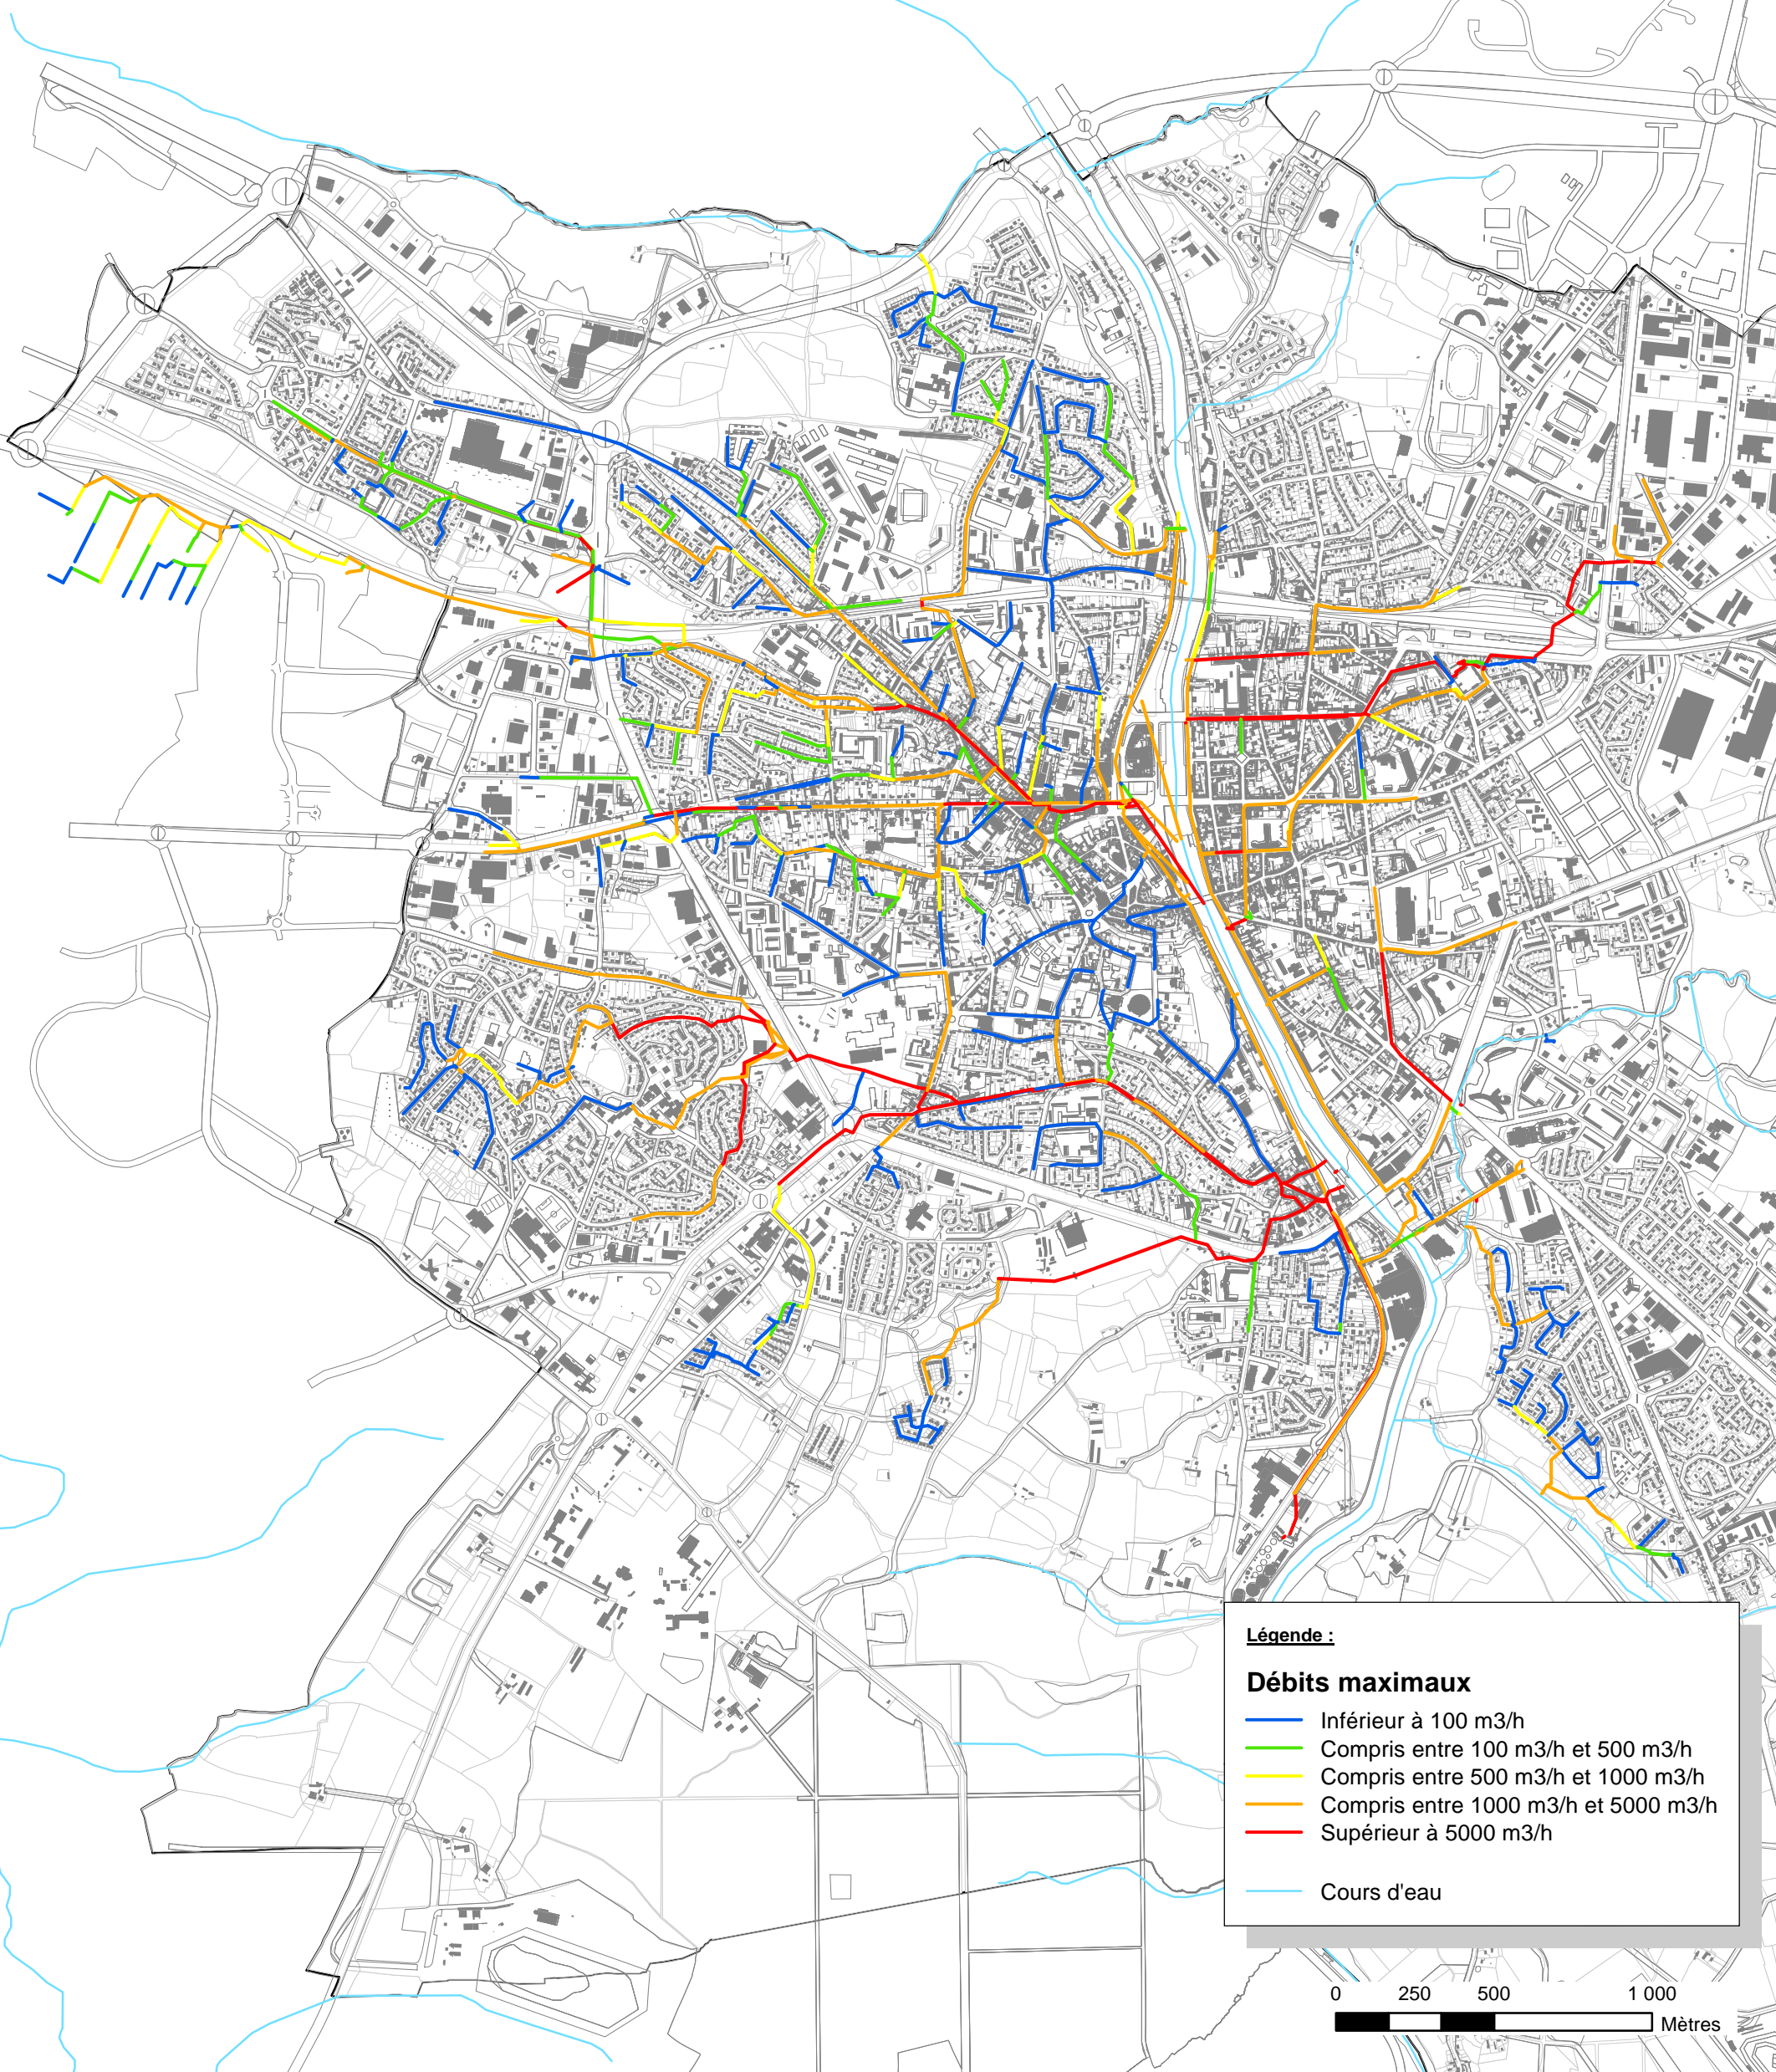 Légende :
Débits maximaux
Inférieur à 100 m3/h
Compris entre 100 m3/h et 500 m3/h
Compris entre 500 m3/h et 1000 m3/h
Compris entre 1000 m3/h et 5000 m3/h
Supérieur à 5000 m3/h
Cours d'eau
0 250 500 1 000
Mètres